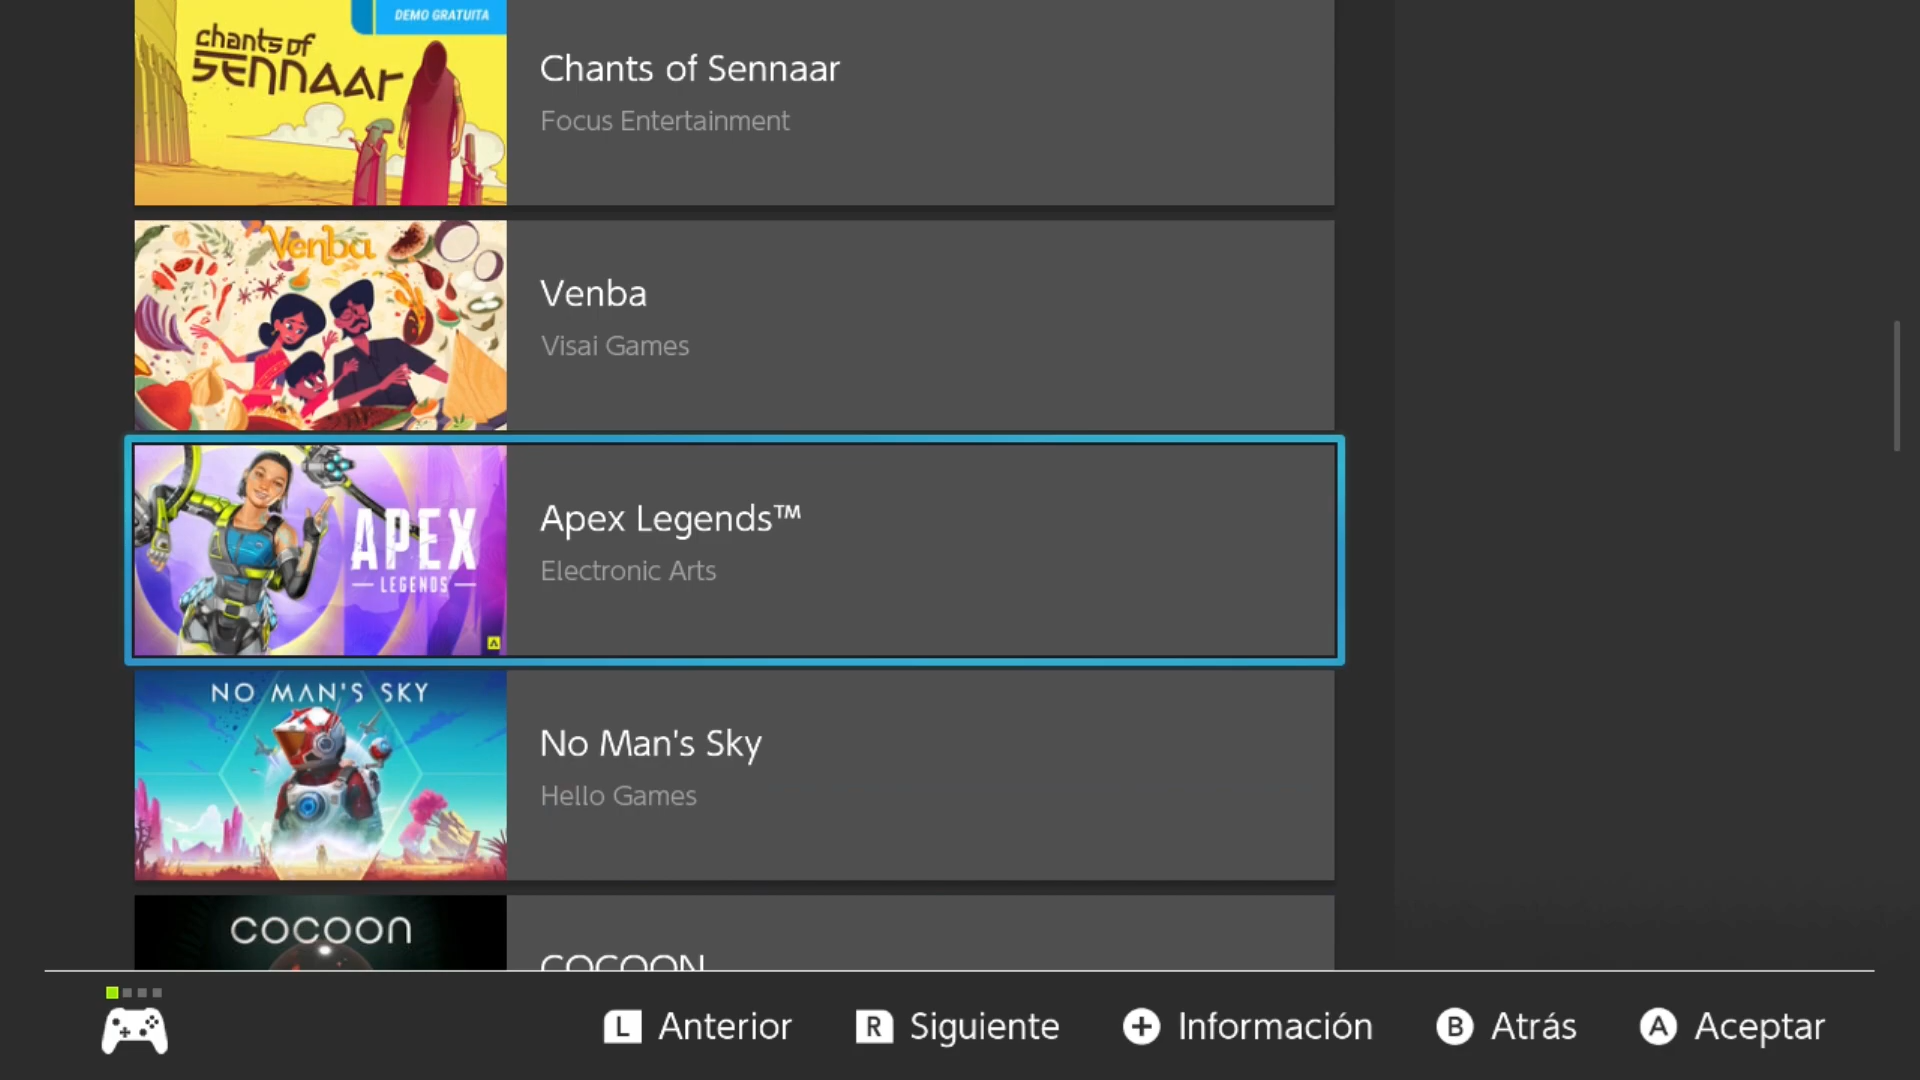 DEMO GRATUITA
chants of
SENNAAR
Chants of Sennaar
Focus Entertainment
Venba
Venba
Visai Games
APEX
LEGENDS
Apex Legends™
Electronic Arts
NO MAN'S SKY
No Man's Sky
Hello Games
COCOON
COCOON
L Anterior
R Siguiente
+ Información
B Atrás
A Aceptar